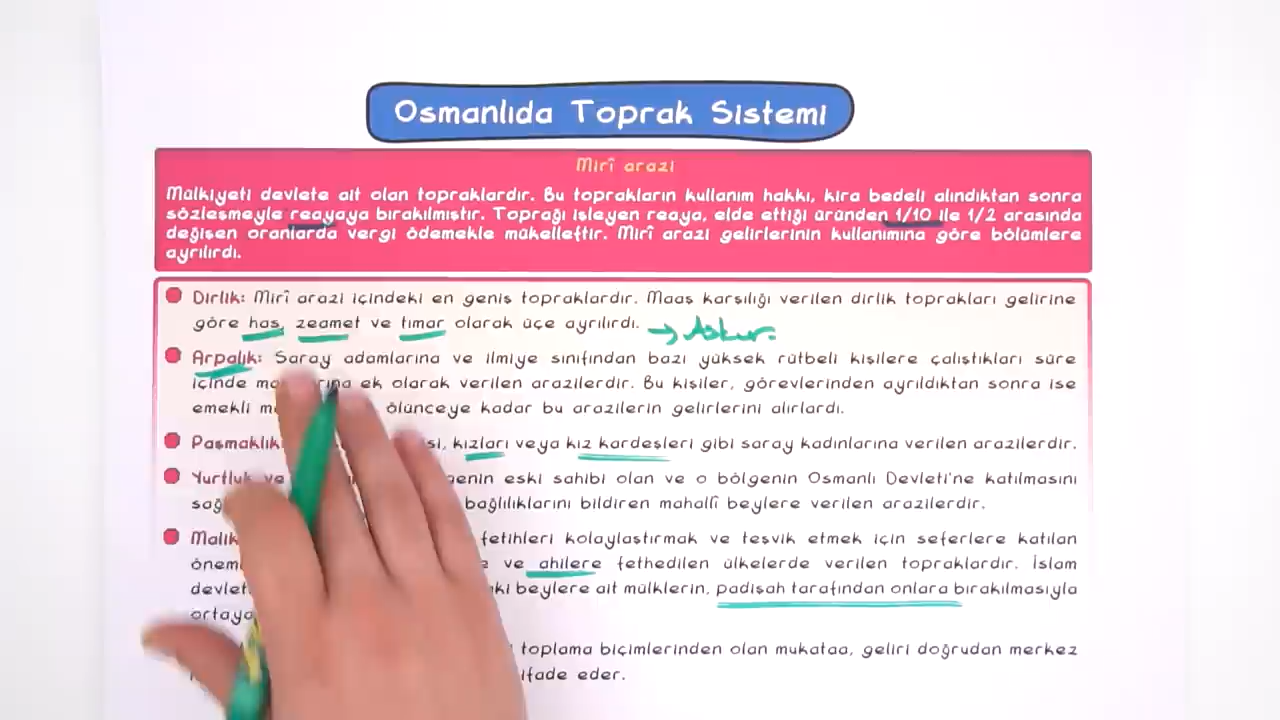 Osmanlıda Toprak Sistemi
Mirî arazi
Mülkiyeti devlete ait olan topraklardır. Bu toprakların kullanım hakkı, kira bedeli alındıktan sonra
sözleşmeyle reayaya bırakılmıştır. Toprağı işleyen reaya, elde ettiği üründen 1/10 ile 1/2 arasında
değişen oranlarda vergi ödemekle mükelleftir. Mirî arazi gelirlerinin kullanımına göre bölümlere
ayrılırdı.
Dirlik: Mirî arazi içindeki en geniş topraklardır. Maaş karşılığı verilen dirlik toprakları gelirine
göre has, zeamet ve tımar olarak üçe ayrılırdı. →
Arpalık: Saray adamlarına ve ilmiye sınıfından bazı yüksek rütbeli kişilere çalıştıkları süre
içinde ek olarak verilen arazilerdir. Bu kişiler, görevlerinden ayrıldıktan sonra ise
emekli ölünceye kadar bu arazilerin gelirlerini alırlardı.
Paşmaklık kızları veya kız kardeşleri gibi saray kadınlarına verilen arazilerdir.
Yurtluk ve eski sahibi olan ve o bölgenin Osmanlı Devleti'ne katılmasını
bağlılıklarını bildiren mahallî beylere verilen arazilerdir.
fetihleri kolaylaştırmak ve teşvik etmek için seferlere katılan
ve ahilere fethedilen ülkelerde verilen topraklardır. İslam
beylere ait mülklerin, padişah tarafından onlara bırakılmasıyla
toplama biçimlerinden olan mukataa, geliri doğrudan merkez
ifade eder.